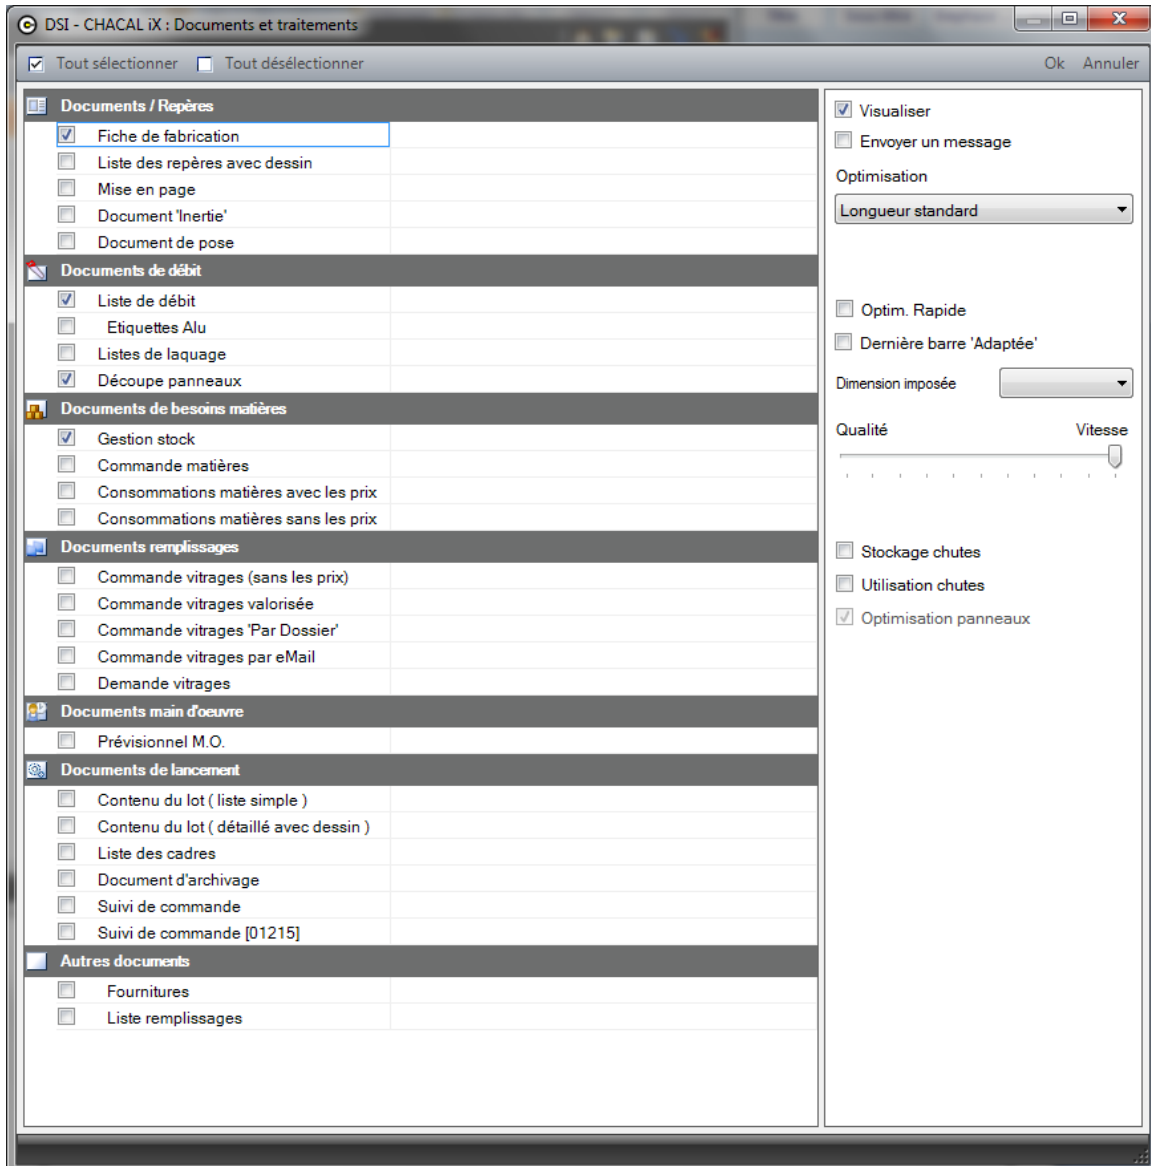 DSI - CHACAL iX : Documents et traitements
Tout sélectionner Tout désélectionner Ok Annuler
Documents / Repères
Fiche de fabrication
Liste des repères avec dessin
Mise en page
Document 'Inertie'
Document de pose
Documents de débit
Liste de débit
Etiquettes Alu
Listes de laquage
Découpe panneaux
Documents de besoins matières
Gestion stock
Commande matières
Consommations matières avec les prix
Consommations matières sans les prix
Documents remplissages
Commande vitrages (sans les prix)
Commande vitrages valorisée
Commande vitrages 'Par Dossier'
Commande vitrages par eMail
Demande vitrages
Documents main d'oeuvre
Prévisionnel M.O.
Documents de lancement
Contenu du lot ( liste simple )
Contenu du lot ( détaillé avec dessin )
Liste des cadres
Document d'archivage
Suivi de commande
Suivi de commande [01215]
Autres documents
Fournitures
Liste remplissages
Visualiser
Envoyer un message
Optimisation
Longueur standard
Optim. Rapide
Dernière barre 'Adaptée'
Dimension imposée
Qualité Vitesse
Stockage chutes
Utilisation chutes
Optimisation panneaux